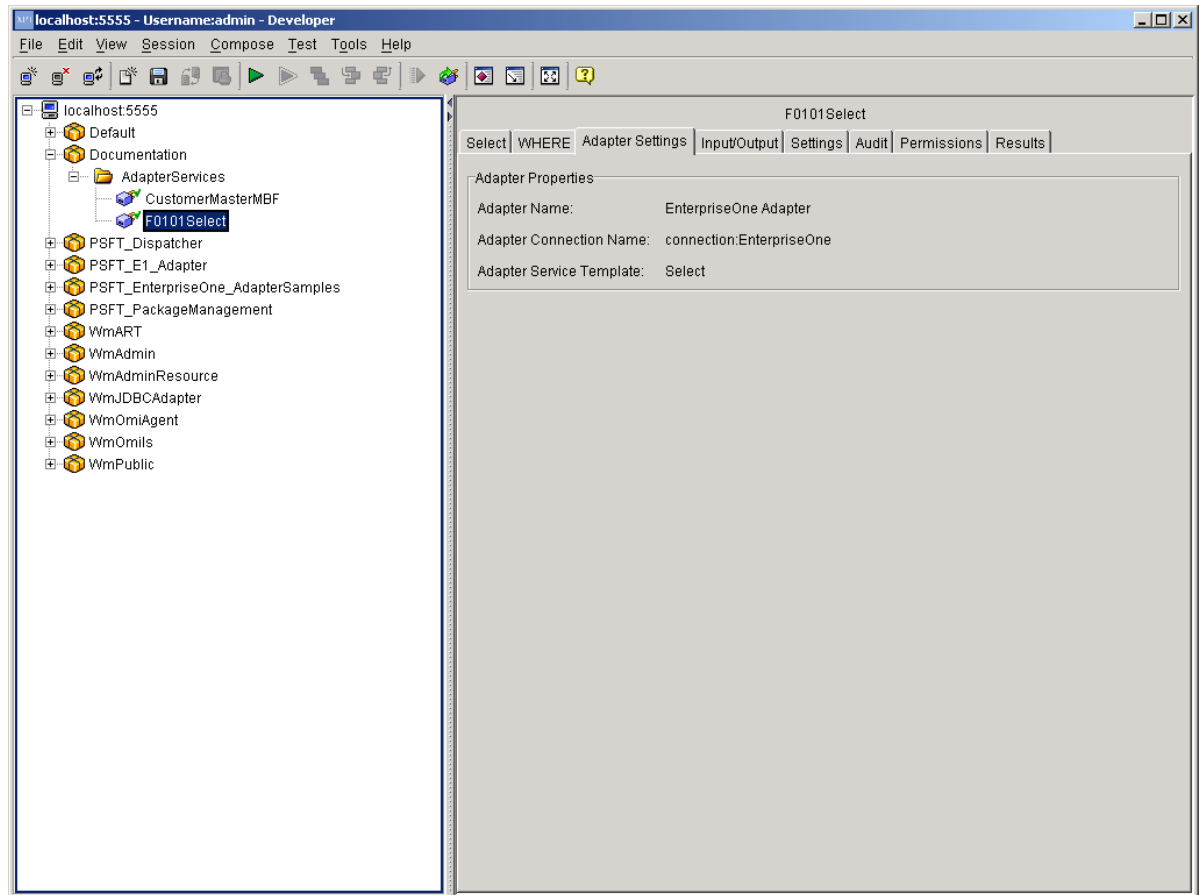 localhost:5555 - Username:admin - Developer
File Edit View Session Compose Test Tools Help
localhost:5555
Default
Documentation
AdapterServices
CustomerMasterMBF
F0101Select
PSFT_Dispatcher
PSFT_E1_Adapter
PSFT_EnterpriseOne_AdapterSamples
PSFT_PackageManagement
WmART
WmAdmin
WmAdminResource
WmJDBCAdapter
WmOmiAgent
WmOmils
WmPublic
F0101Select
Select WHERE Adapter Settings Input/Output Settings Audit Permissions Results
Adapter Properties
Adapter Name: EnterpriseOne Adapter
Adapter Connection Name: connection:EnterpriseOne
Adapter Service Template: Select